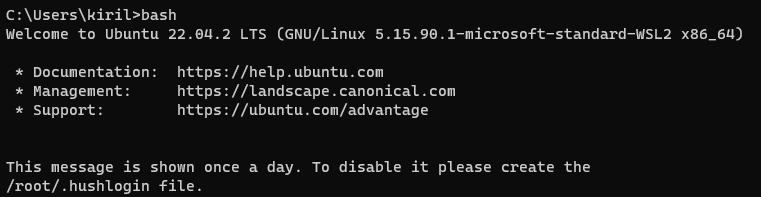 C:\Users\kiril>bash
Welcome to Ubuntu 22.04.2 LTS (GNU/Linux 5.15.90.1-microsoft-standard-WSL2 x86_64)
* Documentation:  https://help.ubuntu.com
* Management:     https://landscape.canonical.com
* Support:        https://ubuntu.com/advantage
This message is shown once a day. To disable it please create the
/root/.hushlogin file.